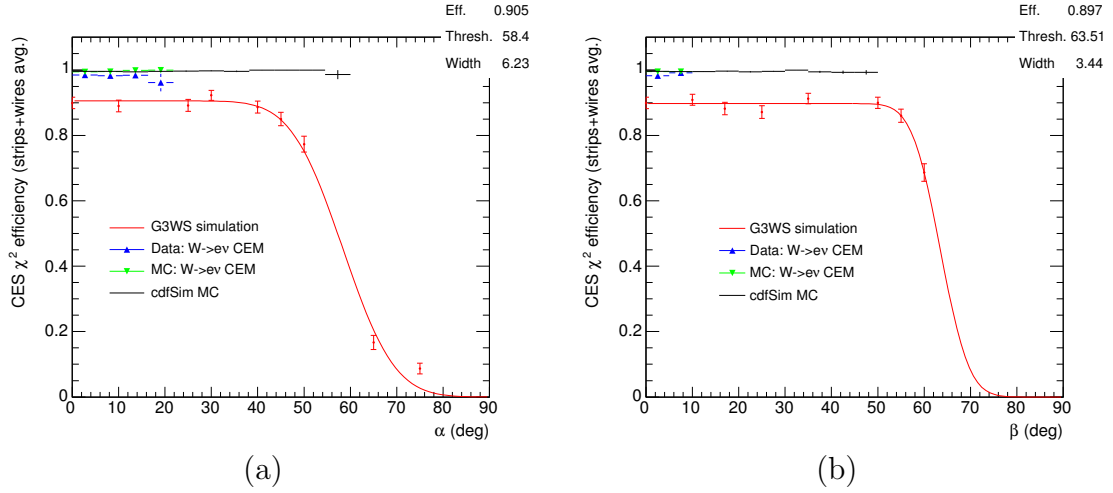 Eff. 0.905
Thresh. 58.4
Width 6.23
CES χ² efficiency (strips+wires avg.)
1
0.8
0.6
0.4
0.2
0
G3WS simulation
Data: W->eν CEM
MC: W->eν CEM
cdfSim MC
0 10 20 30 40 50 60 70 80 90
α (deg)
(a)
Eff. 0.897
Thresh. 63.51
Width 3.44
CES χ² efficiency (strips+wires avg.)
1
0.8
0.6
0.4
0.2
0
G3WS simulation
Data: W->eν CEM
MC: W->eν CEM
cdfSim MC
0 10 20 30 40 50 60 70 80 90
β (deg)
(b)